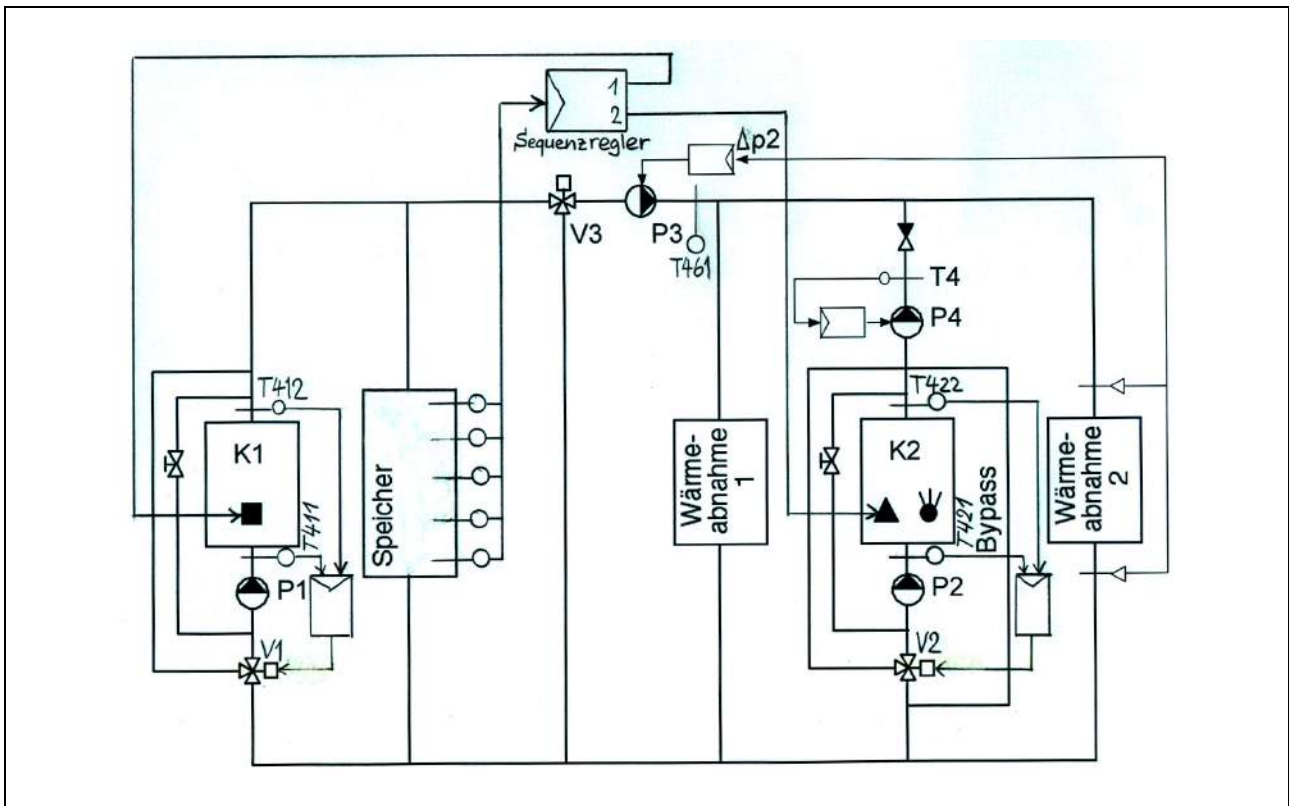 1
2
Sequenzregler
Δp2
V3
P3
T461
T4
P4
T412
T422
K1
K2
Speicher
Wärme-
abnahme
1
Wärme-
abnahme
2
T411
T421
Bypass
P1
P2
V1
V2